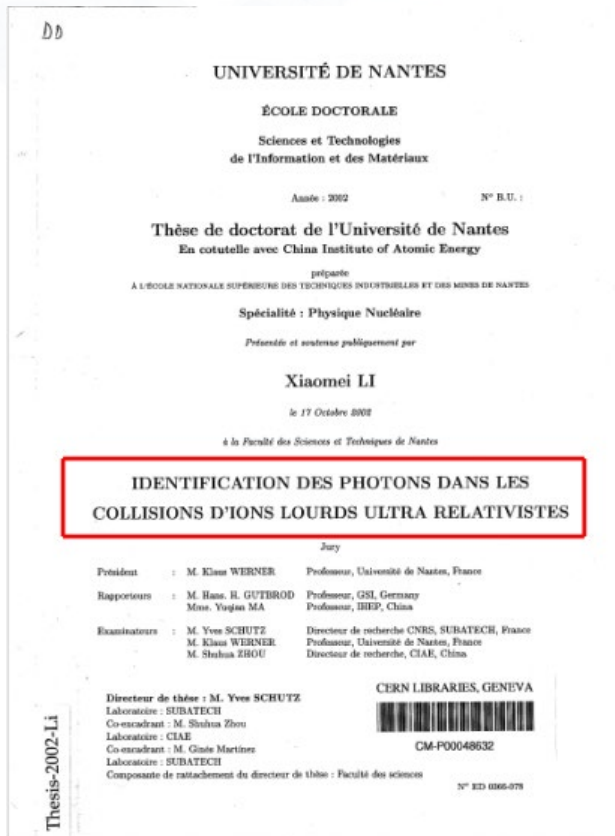 DD
UNIVERSITÉ DE NANTES
ÉCOLE DOCTORALE
Sciences et Technologies
de l'Information et des Matériaux
Année : 2002 N° B.U. :
Thèse de doctorat de l'Université de Nantes
En cotutelle avec China Institute of Atomic Energy
préparée
À L'ÉCOLE NATIONALE SUPÉRIEURE DES TECHNIQUES INDUSTRIELLES ET DES MINES DE NANTES
Spécialité : Physique Nucléaire
Présentée et soutenue publiquement par
Xiaomei LI
le 17 Octobre 2002
à la Faculté des Sciences et Techniques de Nantes
IDENTIFICATION DES PHOTONS DANS LES
COLLISIONS D'IONS LOURDS ULTRA RELATIVISTES
Jury
Président : M. Klaus WERNER Professeur, Université de Nantes, France
Rapporteurs : M. Hans. H. GUTBROD Professeur, GSI, Germany
Mme. Yuqian MA Professeur, IHEP, China
Examinateurs : M. Yves SCHUTZ Directeur de recherche CNRS, SUBATECH, France
M. Klaus WERNER Professeur, Université de Nantes, France
M. Shuhua ZHOU Directeur de recherche, CIAE, China
Directeur de thèse : M. Yves SCHUTZ
Laboratoire : SUBATECH
Co-encadrant : M. Shuhua Zhou
Laboratoire : CIAE
Co-encadrant : M. Ginés Martínez
Laboratoire : SUBATECH
Composante de rattachement du directeur de thèse : Faculté des sciences
CERN LIBRARIES, GENEVA
CM-P00048632
N° ED 0366-078
Thesis-2002-Li